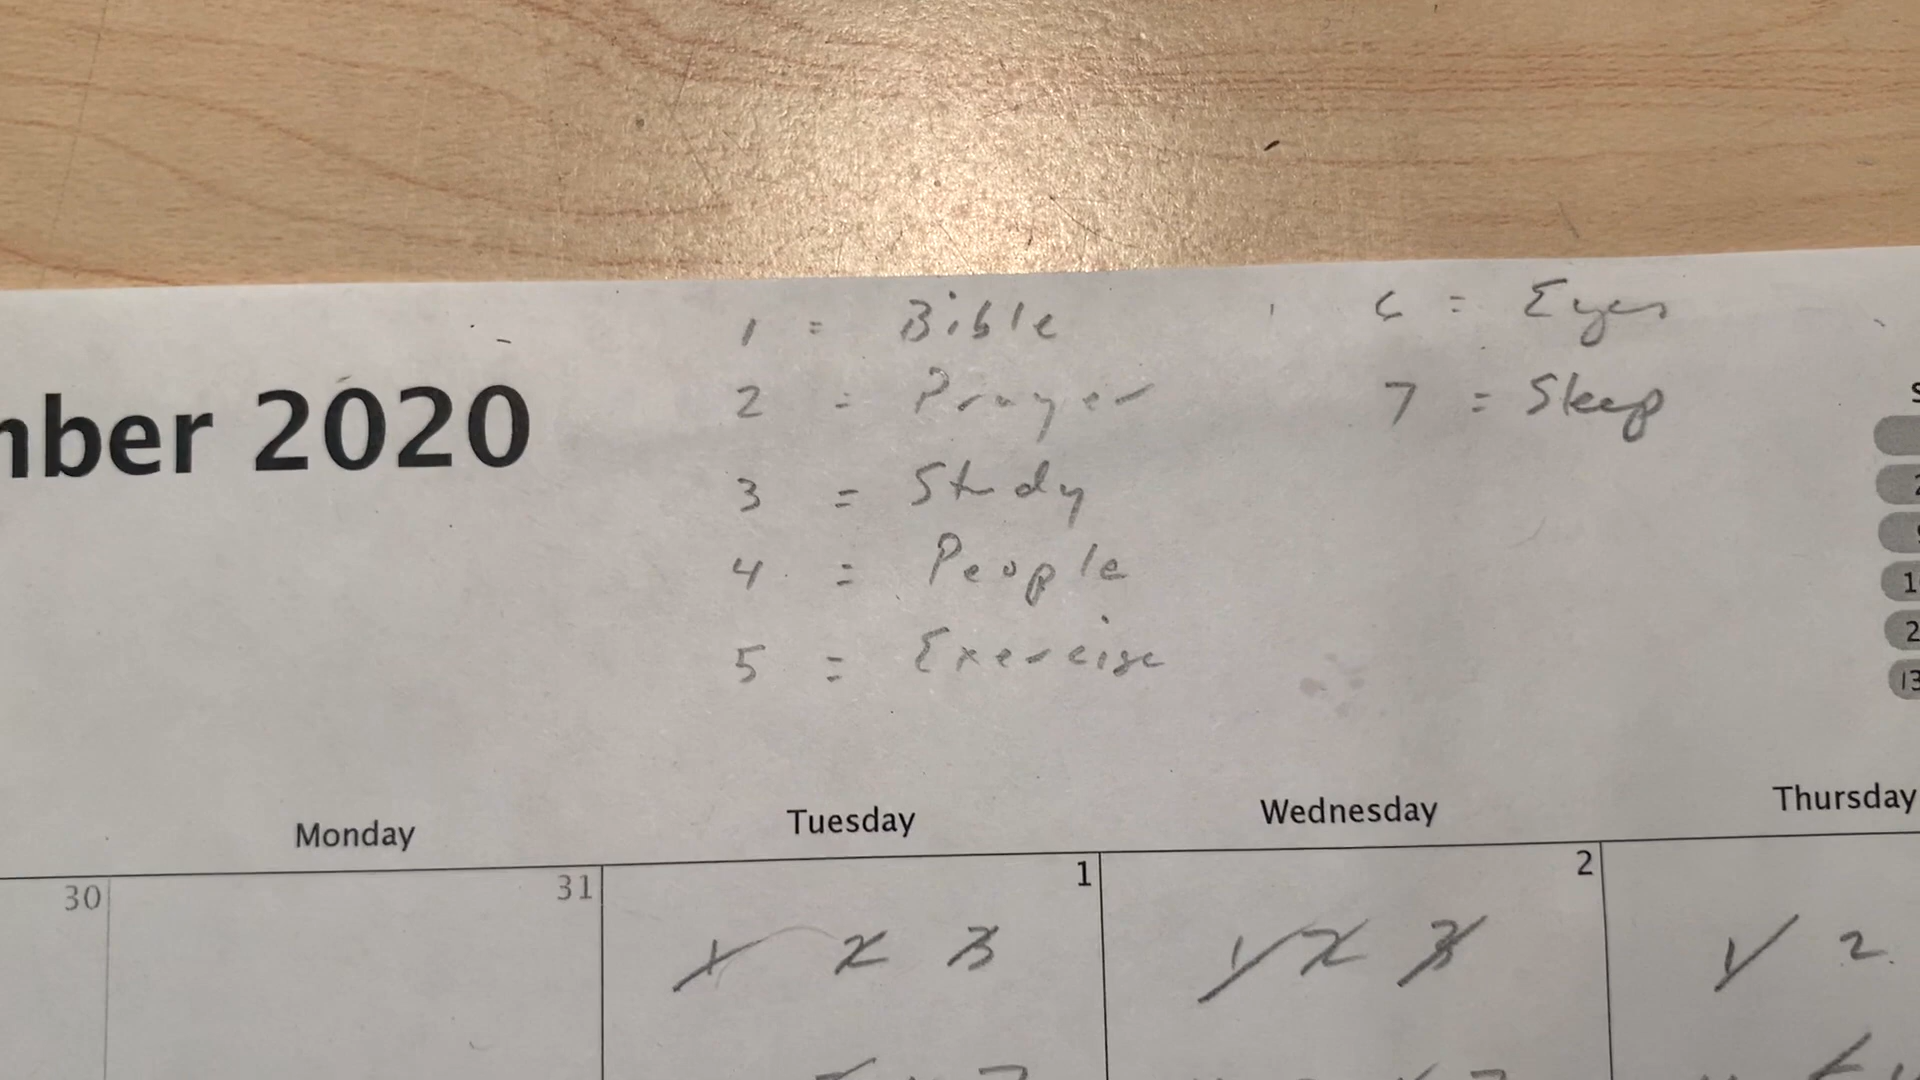 1 = Bible
6 = Eyes
2 = Prayer
7 = Sleep
mber 2020
3 = Study
4 = People
5 = Exercise
Monday Tuesday Wednesday Thursday
30 31 1 2
1 2 3 1 2 3 1 2